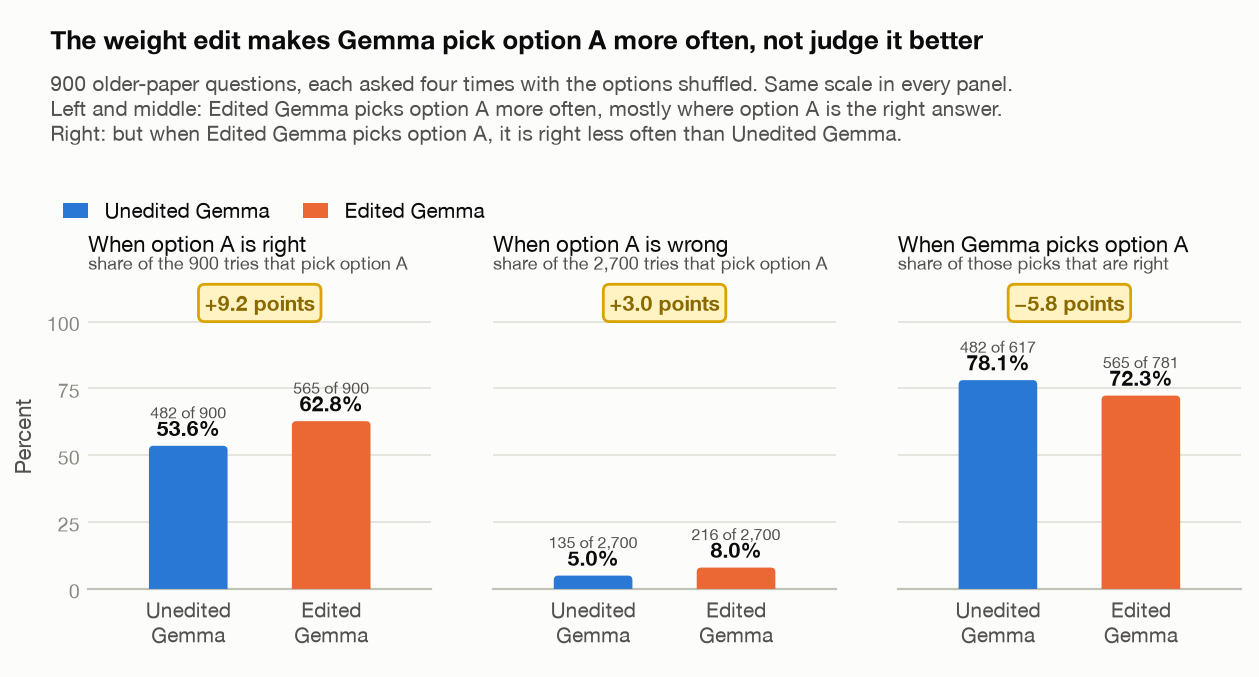 The weight edit makes Gemma pick option A more often, not judge it better
900 older-paper questions, each asked four times with the options shuffled. Same scale in every panel.
Left and middle: Edited Gemma picks option A more often, mostly where option A is the right answer.
Right: but when Edited Gemma picks option A, it is right less often than Unedited Gemma.
Unedited Gemma
Edited Gemma
When option A is right
share of the 900 tries that pick option A
+9.2 points
Percent
100
75
50
25
0
482 of 900
53.6%
565 of 900
62.8%
Unedited
Gemma
Edited
Gemma
When option A is wrong
share of the 2,700 tries that pick option A
+3.0 points
135 of 2,700
5.0%
216 of 2,700
8.0%
Unedited
Gemma
Edited
Gemma
When Gemma picks option A
share of those picks that are right
−5.8 points
482 of 617
78.1%
565 of 781
72.3%
Unedited
Gemma
Edited
Gemma